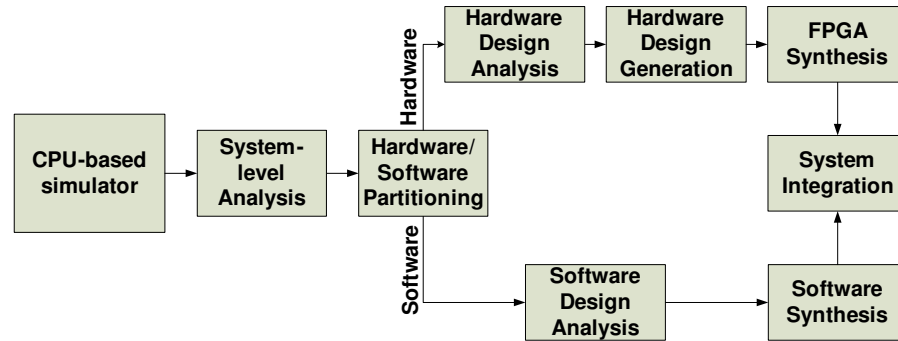 CPU-based
simulator
System-
level
Analysis
Hardware/
Software
Partitioning
Hardware
Hardware
Design
Analysis
Hardware
Design
Generation
FPGA
Synthesis
Software
Software
Design
Analysis
Software
Synthesis
System
Integration